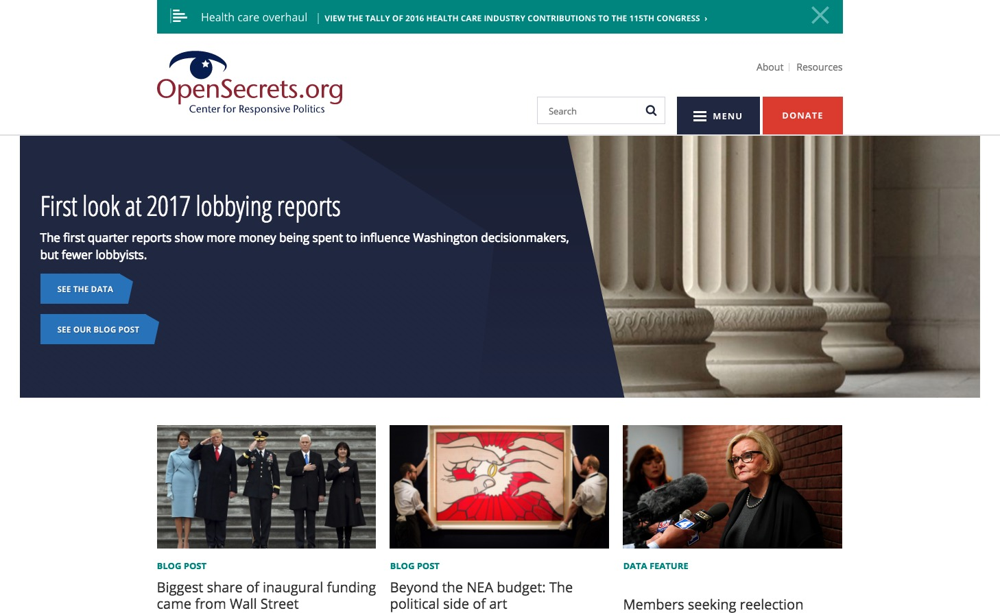 Health care overhaul | VIEW THE TALLY OF 2016 HEALTH CARE INDUSTRY CONTRIBUTIONS TO THE 115TH CONGRESS ›
OpenSecrets.org
Center for Responsive Politics
About | Resources
Search
MENU
DONATE
First look at 2017 lobbying reports
The first quarter reports show more money being spent to influence Washington decisionmakers,
but fewer lobbyists.
SEE THE DATA
SEE OUR BLOG POST
4
BLOG POST
Biggest share of inaugural funding
came from Wall Street
BLOG POST
Beyond the NEA budget: The
political side of art
DATA FEATURE
Members seeking reelection